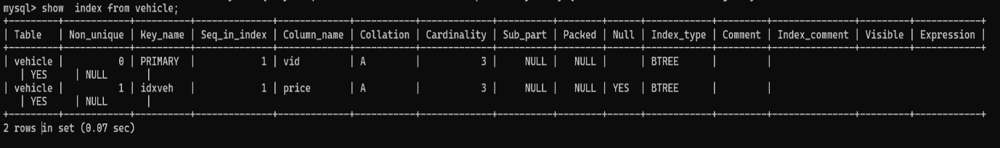 mysql> show  index from vehicle;
+---------+------------+----------+--------------+-------------+-----------+-------------+----------+--------+------+------------+---------+---------------+---------+------------+
| Table   | Non_unique | Key_name | Seq_in_index | Column_name | Collation | Cardinality | Sub_part | Packed | Null | Index_type | Comment | Index_comment | Visible | Expression |
+---------+------------+----------+--------------+-------------+-----------+-------------+----------+--------+------+------------+---------+---------------+---------+------------+
| vehicle |          0 | PRIMARY  |            1 | vid         | A         |           3 |     NULL |   NULL |      | BTREE      |         |
   | YES     | NULL       |
| vehicle |          1 | idxveh   |            1 | price       | A         |           3 |     NULL |   NULL | YES  | BTREE      |         |
   | YES     | NULL       |
+---------+------------+----------+--------------+-------------+-----------+-------------+----------+--------+------+------------+---------+---------------+---------+------------+
2 rows in set (0.07 sec)